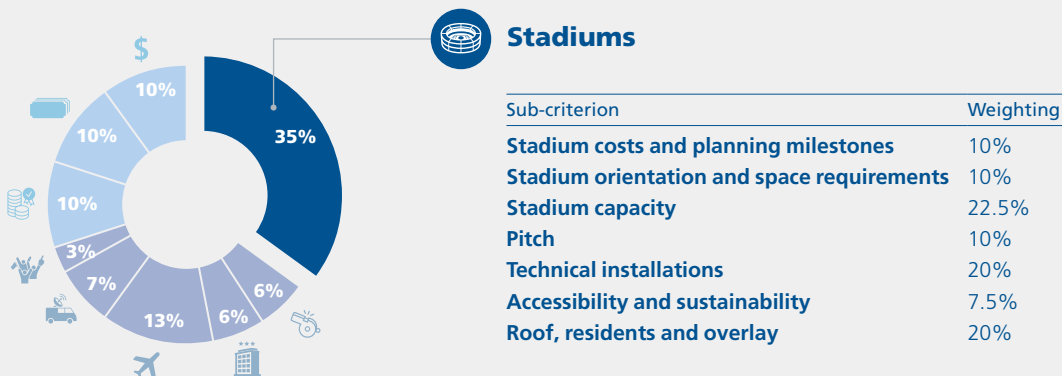 $
10%
35%
10%
10%
3%
7%
13%
6%
6%
Stadiums
Sub-criterion Weighting
Stadium costs and planning milestones 10%
Stadium orientation and space requirements 10%
Stadium capacity 22.5%
Pitch 10%
Technical installations 20%
Accessibility and sustainability 7.5%
Roof, residents and overlay 20%